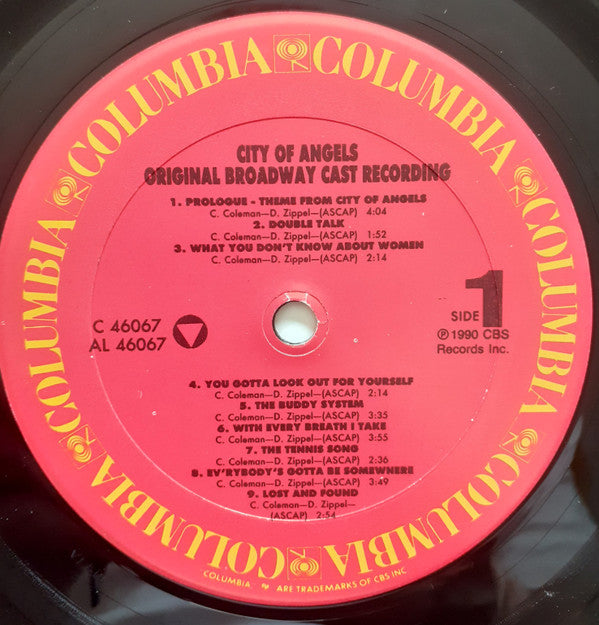 COLUMBIA COLUMBIA COLUMBIA COLUMBIA COLUMBIA COLUMBIA
CITY OF ANGELS
ORIGINAL BROADWAY CAST RECORDING
1. PROLOGUE - THEME FROM CITY OF ANGELS
C. Coleman—D. Zippel—(ASCAP) 4:04
2. DOUBLE TALK
C. Coleman—D. Zippel—(ASCAP) 1:52
3. WHAT YOU DON'T KNOW ABOUT WOMEN
C. Coleman—D. Zippel—(ASCAP) 2:14
C 46067
AL 46067
SIDE 1
℗ 1990 CBS
Records Inc.
4. YOU GOTTA LOOK OUT FOR YOURSELF
C. Coleman—D. Zippel—(ASCAP) 2:14
5. THE BUDDY SYSTEM
C. Coleman—D. Zippel—(ASCAP) 3:35
6. WITH EVERY BREATH I TAKE
C. Coleman—D. Zippel—(ASCAP) 3:55
7. THE TENNIS SONG
C. Coleman—D. Zippel—(ASCAP) 2:36
8. EV'RYBODY'S GOTTA BE SOMEWHERE
C. Coleman—D. Zippel—(ASCAP) 3:49
9. LOST AND FOUND
C. Coleman—D. Zippel—
(ASCAP) 2:54
COLUMBIA ARE TRADEMARKS OF CBS INC